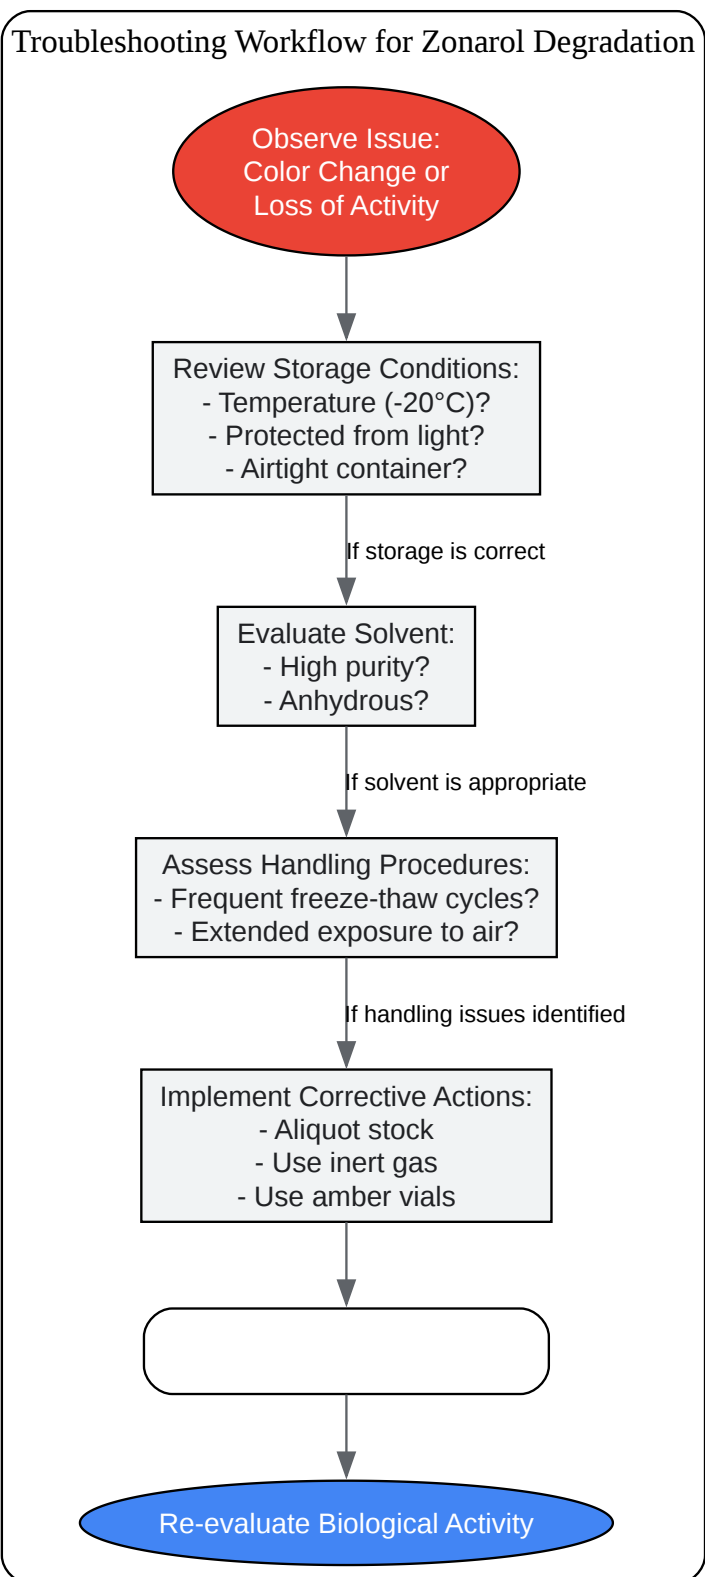 Troubleshooting Workflow for Zonarol Degradation
Observe Issue:
Color Change or
Loss of Activity
Review Storage Conditions:
- Temperature (-20°C)?
- Protected from light?
- Airtight container?
If storage is correct
Evaluate Solvent:
- High purity?
- Anhydrous?
If solvent is appropriate
Assess Handling Procedures:
- Frequent freeze-thaw cycles?
- Extended exposure to air?
If handling issues identified
Implement Corrective Actions:
- Aliquot stock
- Use inert gas
- Use amber vials
Re-evaluate Biological Activity